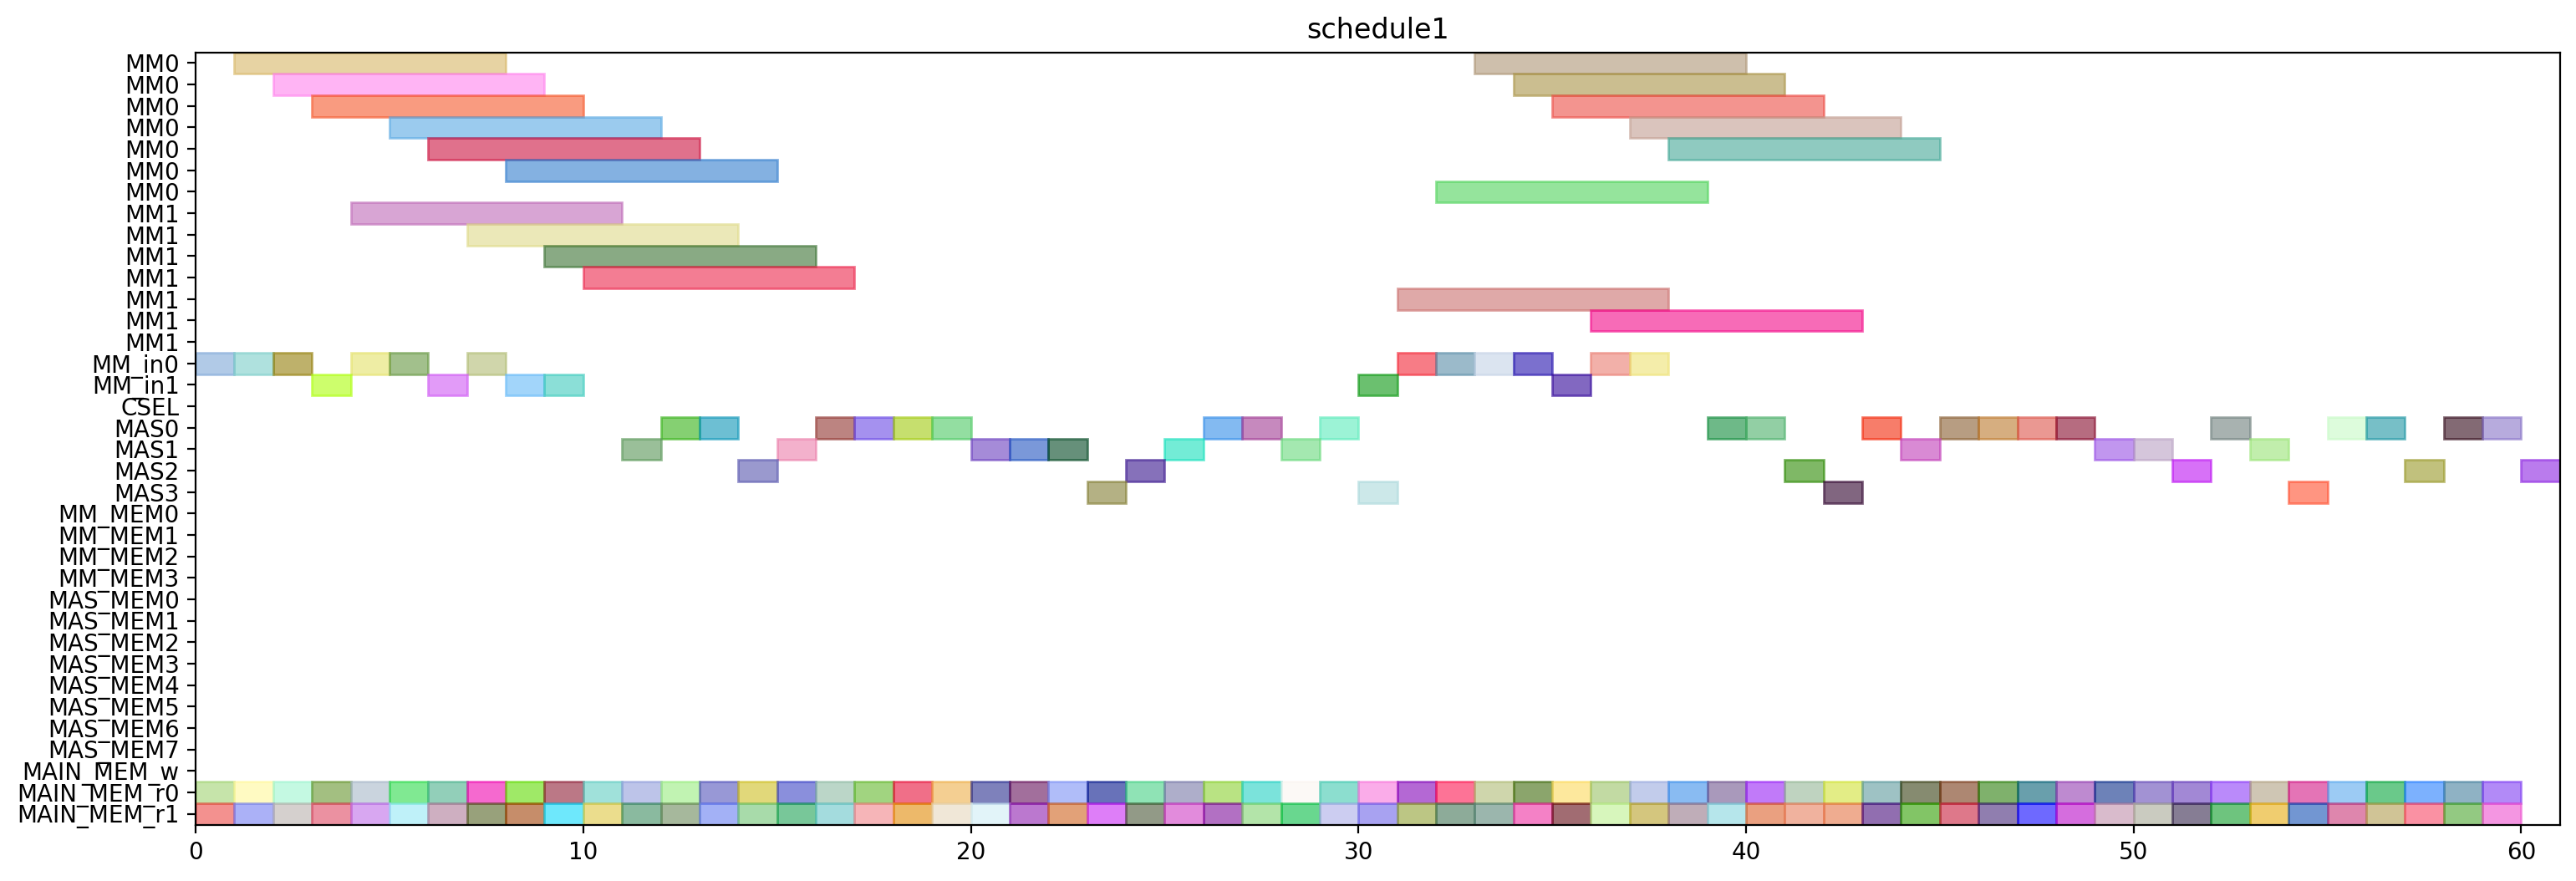 schedule1
MM0
MM0
MM0
MM0
MM0
MM0
MM0
MM1
MM1
MM1
MM1
MM1
MM1
MM1
MM_in0
MM_in1
CSEL
MAS0
MAS1
MAS2
MAS3
MM_MEM0
MM_MEM1
MM_MEM2
MM_MEM3
MAS_MEM0
MAS_MEM1
MAS_MEM2
MAS_MEM3
MAS_MEM4
MAS_MEM5
MAS_MEM6
MAS_MEM7
MAIN_MEM_w
MAIN_MEM_r0
MAIN_MEM_r1
0 10 20 30 40 50 60